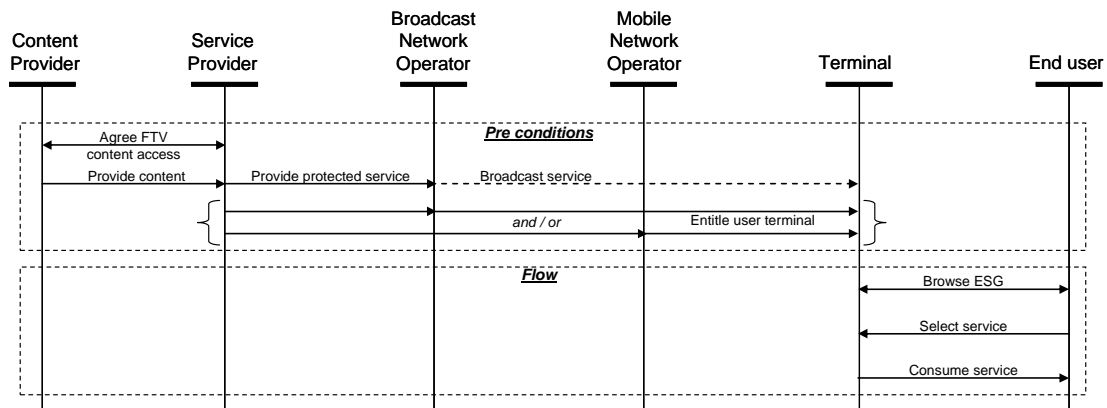 Content
Provider
Service
Provider
Broadcast
Network
Operator
Mobile
Network
Operator
Terminal
End user
Pre conditions
Agree FTV
content access
Provide content
Provide protected service
Broadcast service
and / or
Entitle user terminal
Flow
Browse ESG
Select service
Consume service